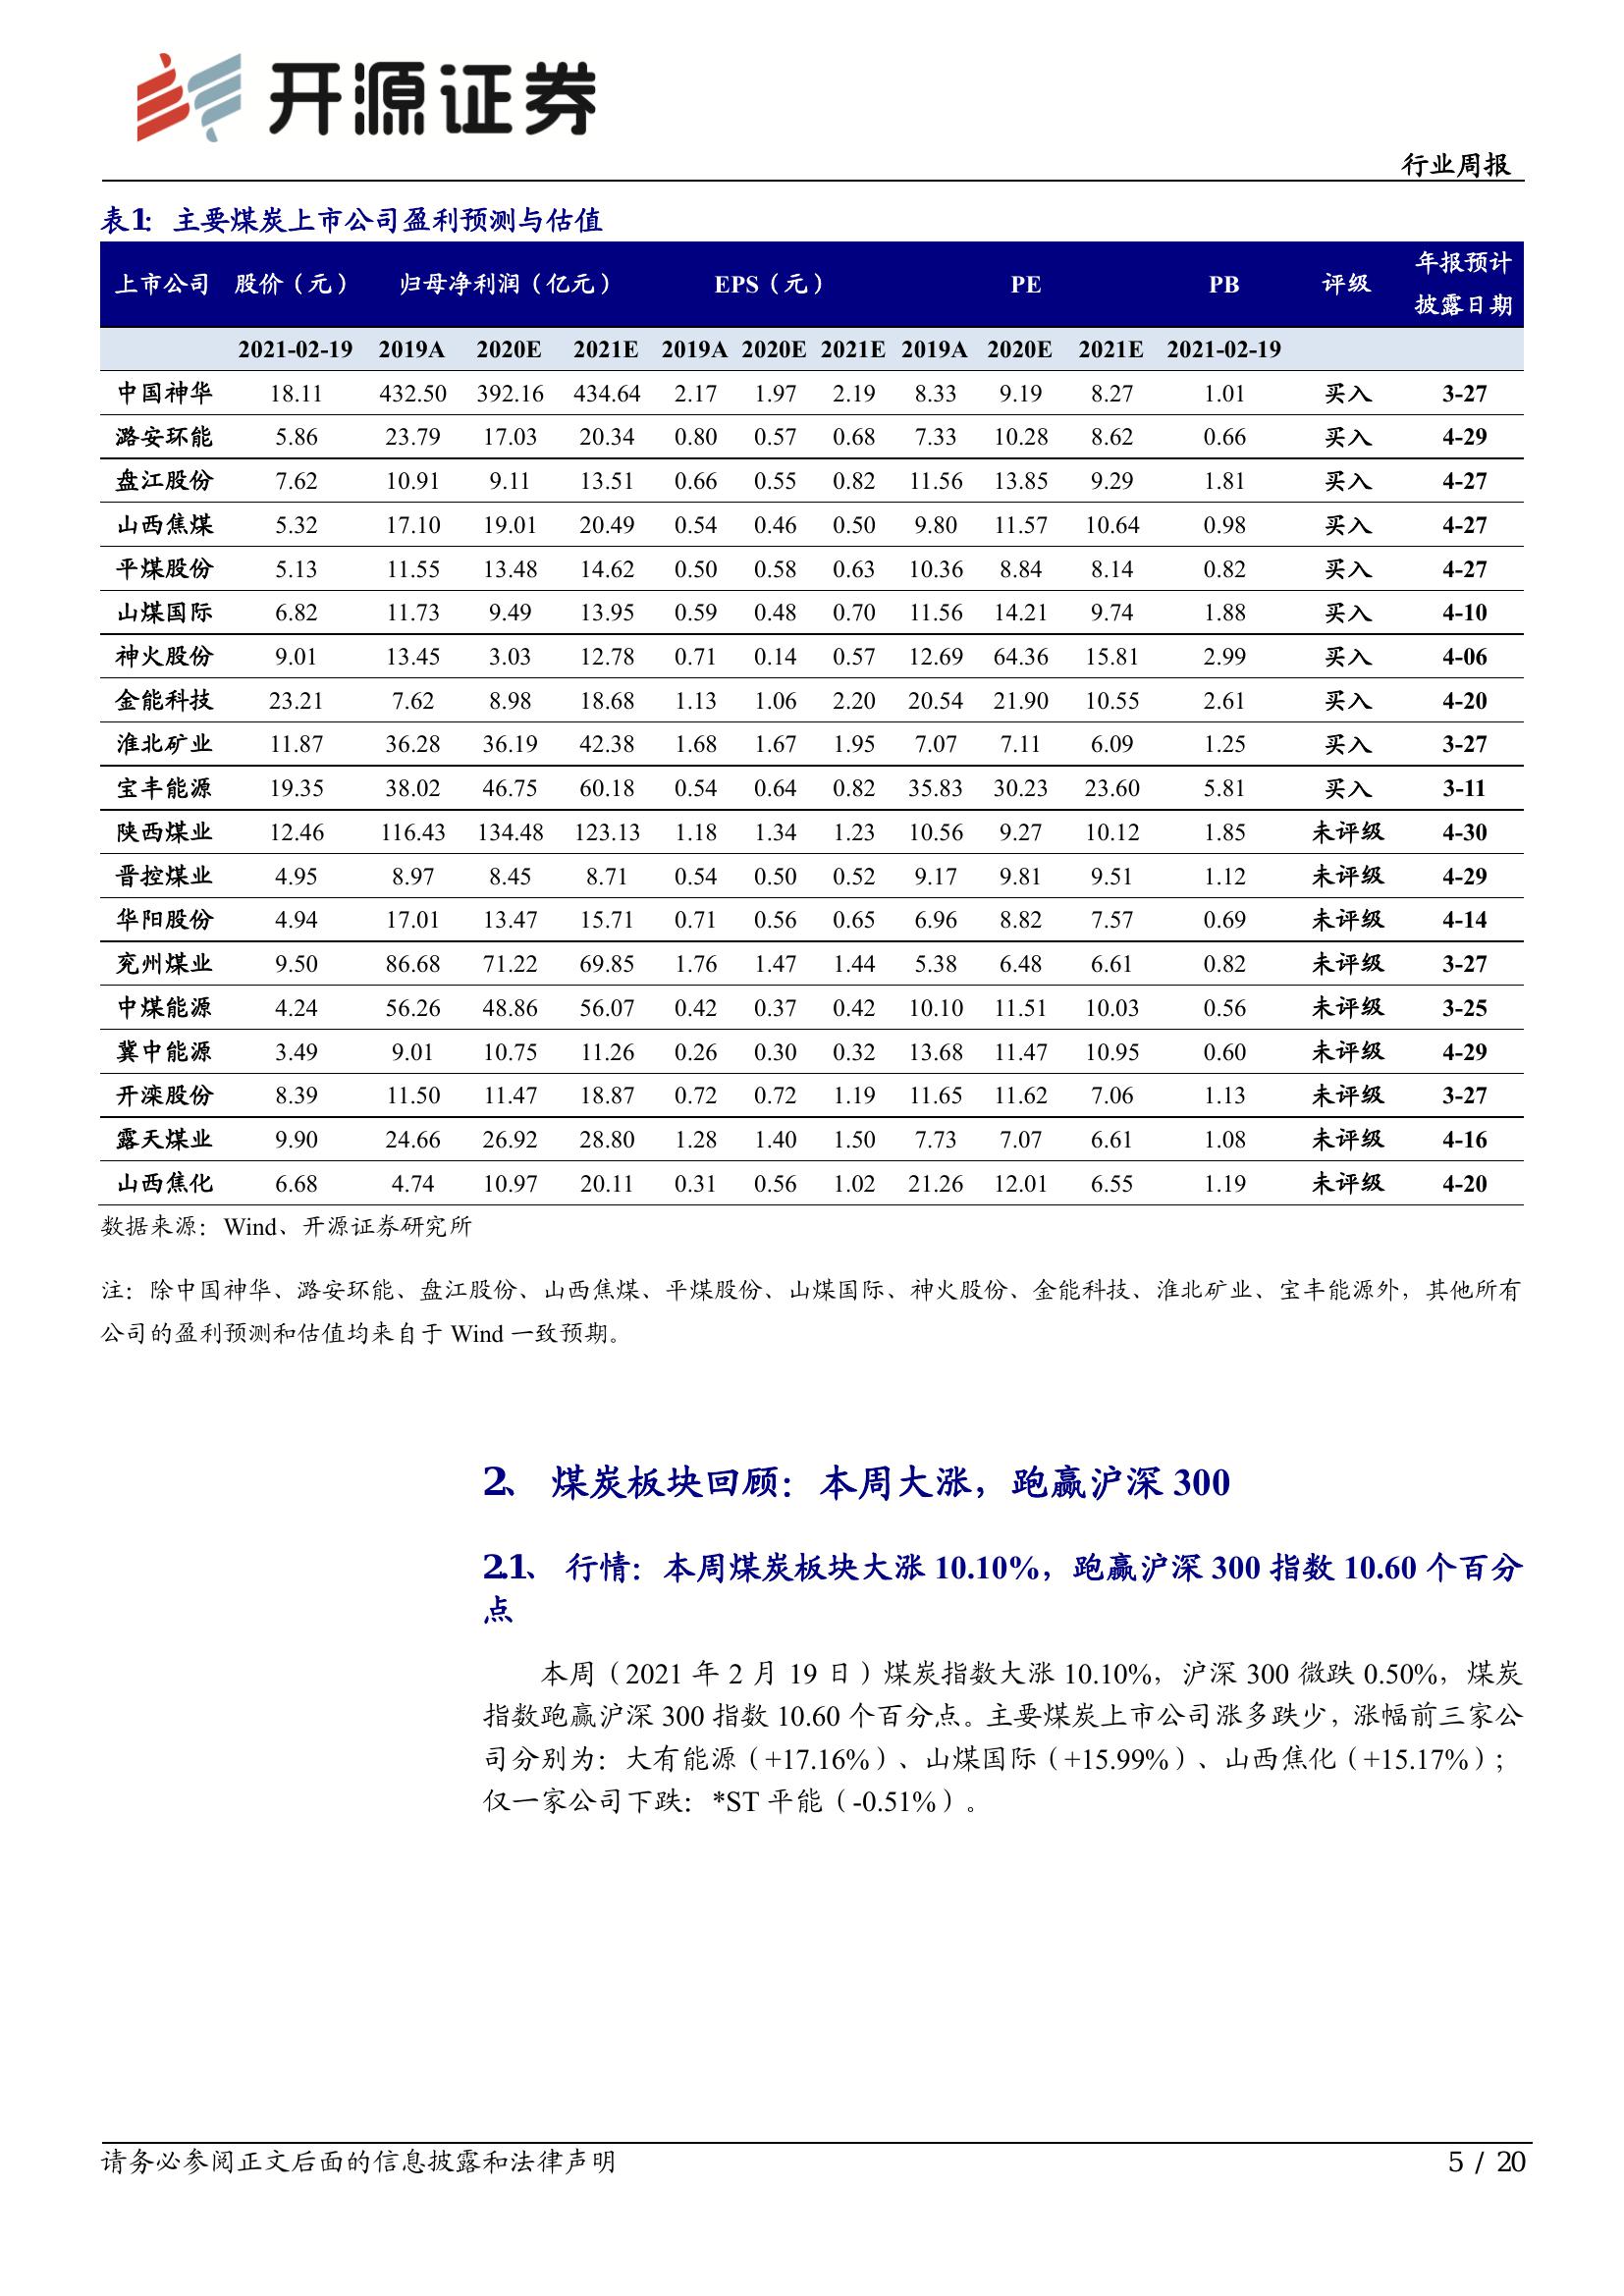 开源证券
行业周报
表1： 主要煤炭上市公司盈利预测与估值
上市公司 股价（元） 归母净利润（亿元） EPS（元） PE PB 评级 年报预计
披露日期
2021-02-19 2019A 2020E 2021E 2019A 2020E 2021E 2019A 2020E 2021E 2021-02-19
中国神华 18.11 432.50 392.16 434.64 2.17 1.97 2.19 8.33 9.19 8.27 1.01 买入 3-27
潞安环能 5.86 23.79 17.03 20.34 0.80 0.57 0.68 7.33 10.28 8.62 0.66 买入 4-29
盘江股份 7.62 10.91 9.11 13.51 0.66 0.55 0.82 11.56 13.85 9.29 1.81 买入 4-27
山西焦煤 5.32 17.10 19.01 20.49 0.54 0.46 0.50 9.80 11.57 10.64 0.98 买入 4-27
平煤股份 5.13 11.55 13.48 14.62 0.50 0.58 0.63 10.36 8.84 8.14 0.82 买入 4-27
山煤国际 6.82 11.73 9.49 13.95 0.59 0.48 0.70 11.56 14.21 9.74 1.88 买入 4-10
神火股份 9.01 13.45 3.03 12.78 0.71 0.14 0.57 12.69 64.36 15.81 2.99 买入 4-06
金能科技 23.21 7.62 8.98 18.68 1.13 1.06 2.20 20.54 21.90 10.55 2.61 买入 4-20
淮北矿业 11.87 36.28 36.19 42.38 1.68 1.67 1.95 7.07 7.11 6.09 1.25 买入 3-27
宝丰能源 19.35 38.02 46.75 60.18 0.54 0.64 0.82 35.83 30.23 23.60 5.81 买入 3-11
陕西煤业 12.46 116.43 134.48 123.13 1.18 1.34 1.23 10.56 9.27 10.12 1.85 未评级 4-30
晋控煤业 4.95 8.97 8.45 8.71 0.54 0.50 0.52 9.17 9.81 9.51 1.12 未评级 4-29
华阳股份 4.94 17.01 13.47 15.71 0.71 0.56 0.65 6.96 8.82 7.57 0.69 未评级 4-14
兖州煤业 9.50 86.68 71.22 69.85 1.76 1.47 1.44 5.38 6.48 6.61 0.82 未评级 3-27
中煤能源 4.24 56.26 48.86 56.07 0.42 0.37 0.42 10.10 11.51 10.03 0.56 未评级 3-25
冀中能源 3.49 9.01 10.75 11.26 0.26 0.30 0.32 13.68 11.47 10.95 0.60 未评级 4-29
开滦股份 8.39 11.50 11.47 18.87 0.72 0.72 1.19 11.65 11.62 7.06 1.13 未评级 3-27
露天煤业 9.90 24.66 26.92 28.80 1.28 1.40 1.50 7.73 7.07 6.61 1.08 未评级 4-16
山西焦化 6.68 4.74 10.97 20.11 0.31 0.56 1.02 21.26 12.01 6.55 1.19 未评级 4-20
数据来源：Wind、开源证券研究所
注：除中国神华、潞安环能、盘江股份、山西焦煤、平煤股份、山煤国际、神火股份、金能科技、淮北矿业、宝丰能源外，其他所有
公司的盈利预测和估值均来自于 Wind 一致预期。
2、 煤炭板块回顾：本周大涨，跑赢沪深 300
2.1、 行情：本周煤炭板块大涨 10.10%，跑赢沪深 300 指数 10.60 个百分
点
本周（2021 年 2 月 19 日）煤炭指数大涨 10.10%，沪深 300 微跌 0.50%，煤炭
指数跑赢沪深 300 指数 10.60 个百分点。主要煤炭上市公司涨多跌少，涨幅前三家公
司分别为：大有能源（+17.16%）、山煤国际（+15.99%）、山西焦化（+15.17%）；
仅一家公司下跌：*ST 平能（-0.51%）。
请务必参阅正文后面的信息披露和法律声明 5 / 20